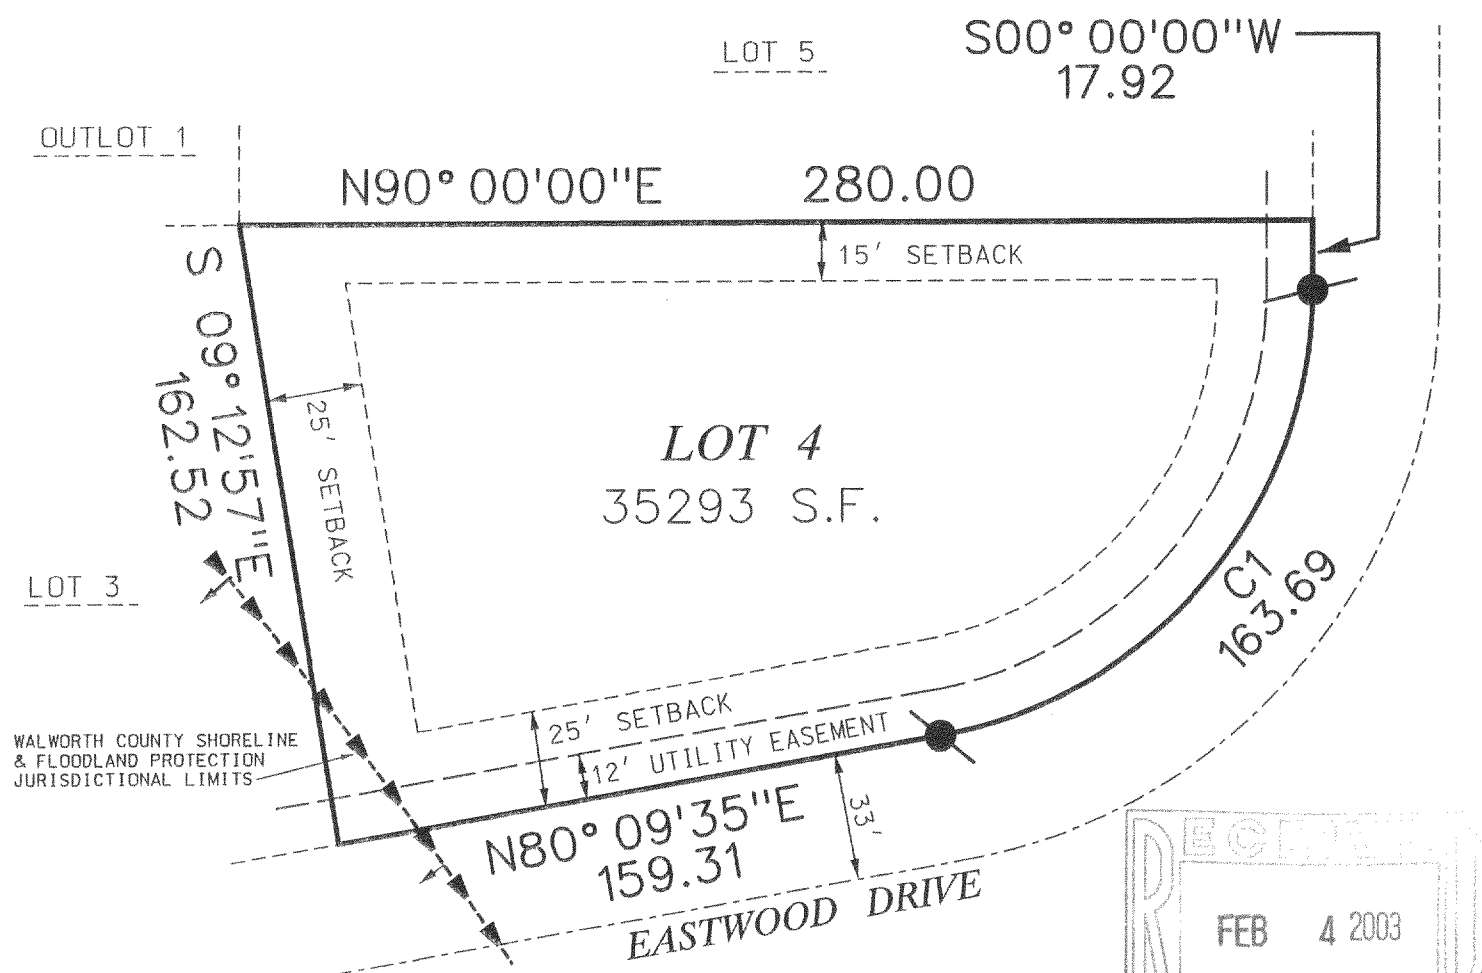 LOT 5
S00° 00'00"W
17.92
OUTLOT 1
N90° 00'00"E 280.00
15' SETBACK
S 09° 12'57"E
162.52
25' SETBACK
LOT 4
35293 S.F.
C1
163.69
LOT 3
25' SETBACK
12' UTILITY EASEMENT
WALWORTH COUNTY SHORELINE
& FLOODLAND PROTECTION
JURISDICTIONAL LIMITS
33'
N80° 09'35"E
159.31
EASTWOOD DRIVE
FEB 4 2003